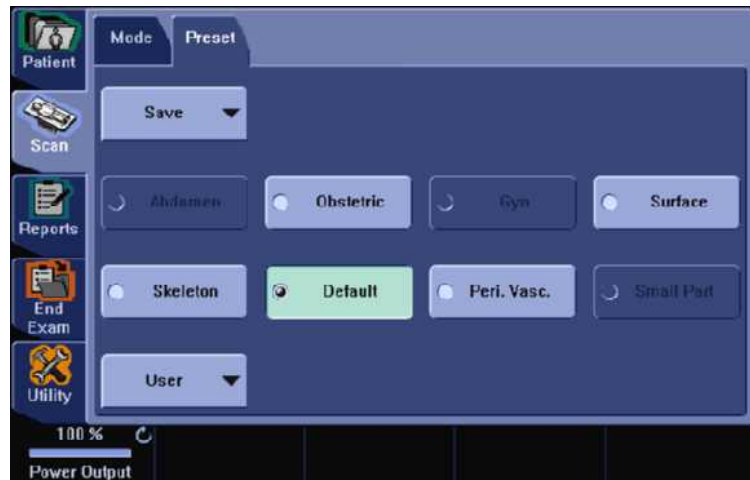 Patient
Mode
Preset
Save
Scan
Abdomen
Obstetric
Gyn
Surface
Reports
Skeleton
Default
Peri. Vasc.
Small Part
End
Exam
User
Utility
100 %
Power Output